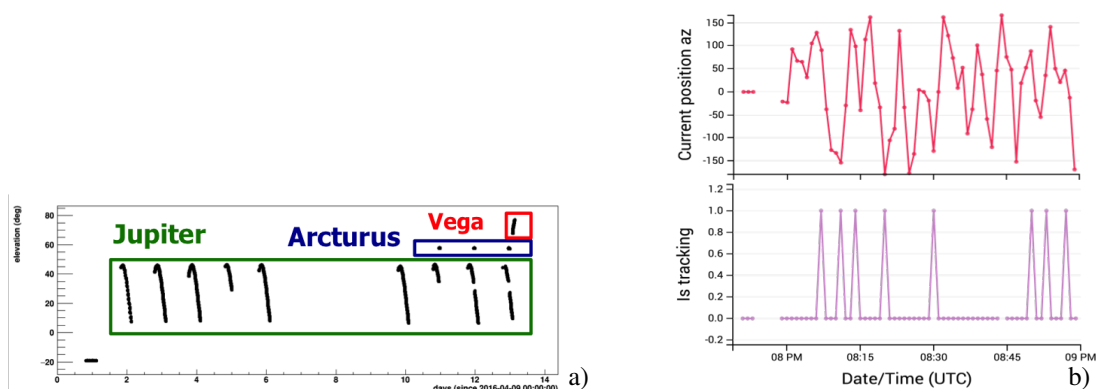 elevation (deg)
80
60
40
20
0
−20
Jupiter
Arcturus
Vega
0
2
4
6
8
10
12
14
days (since 2016-04-09 00:00:00)
a)
Current position az
150
100
50
0
-50
-100
-150
Is tracking
1.2
1.0
0.8
0.6
0.4
0.2
0.0
-0.2
08 PM
08:15
08:30
08:45
09 PM
Date/Time (UTC)
b)